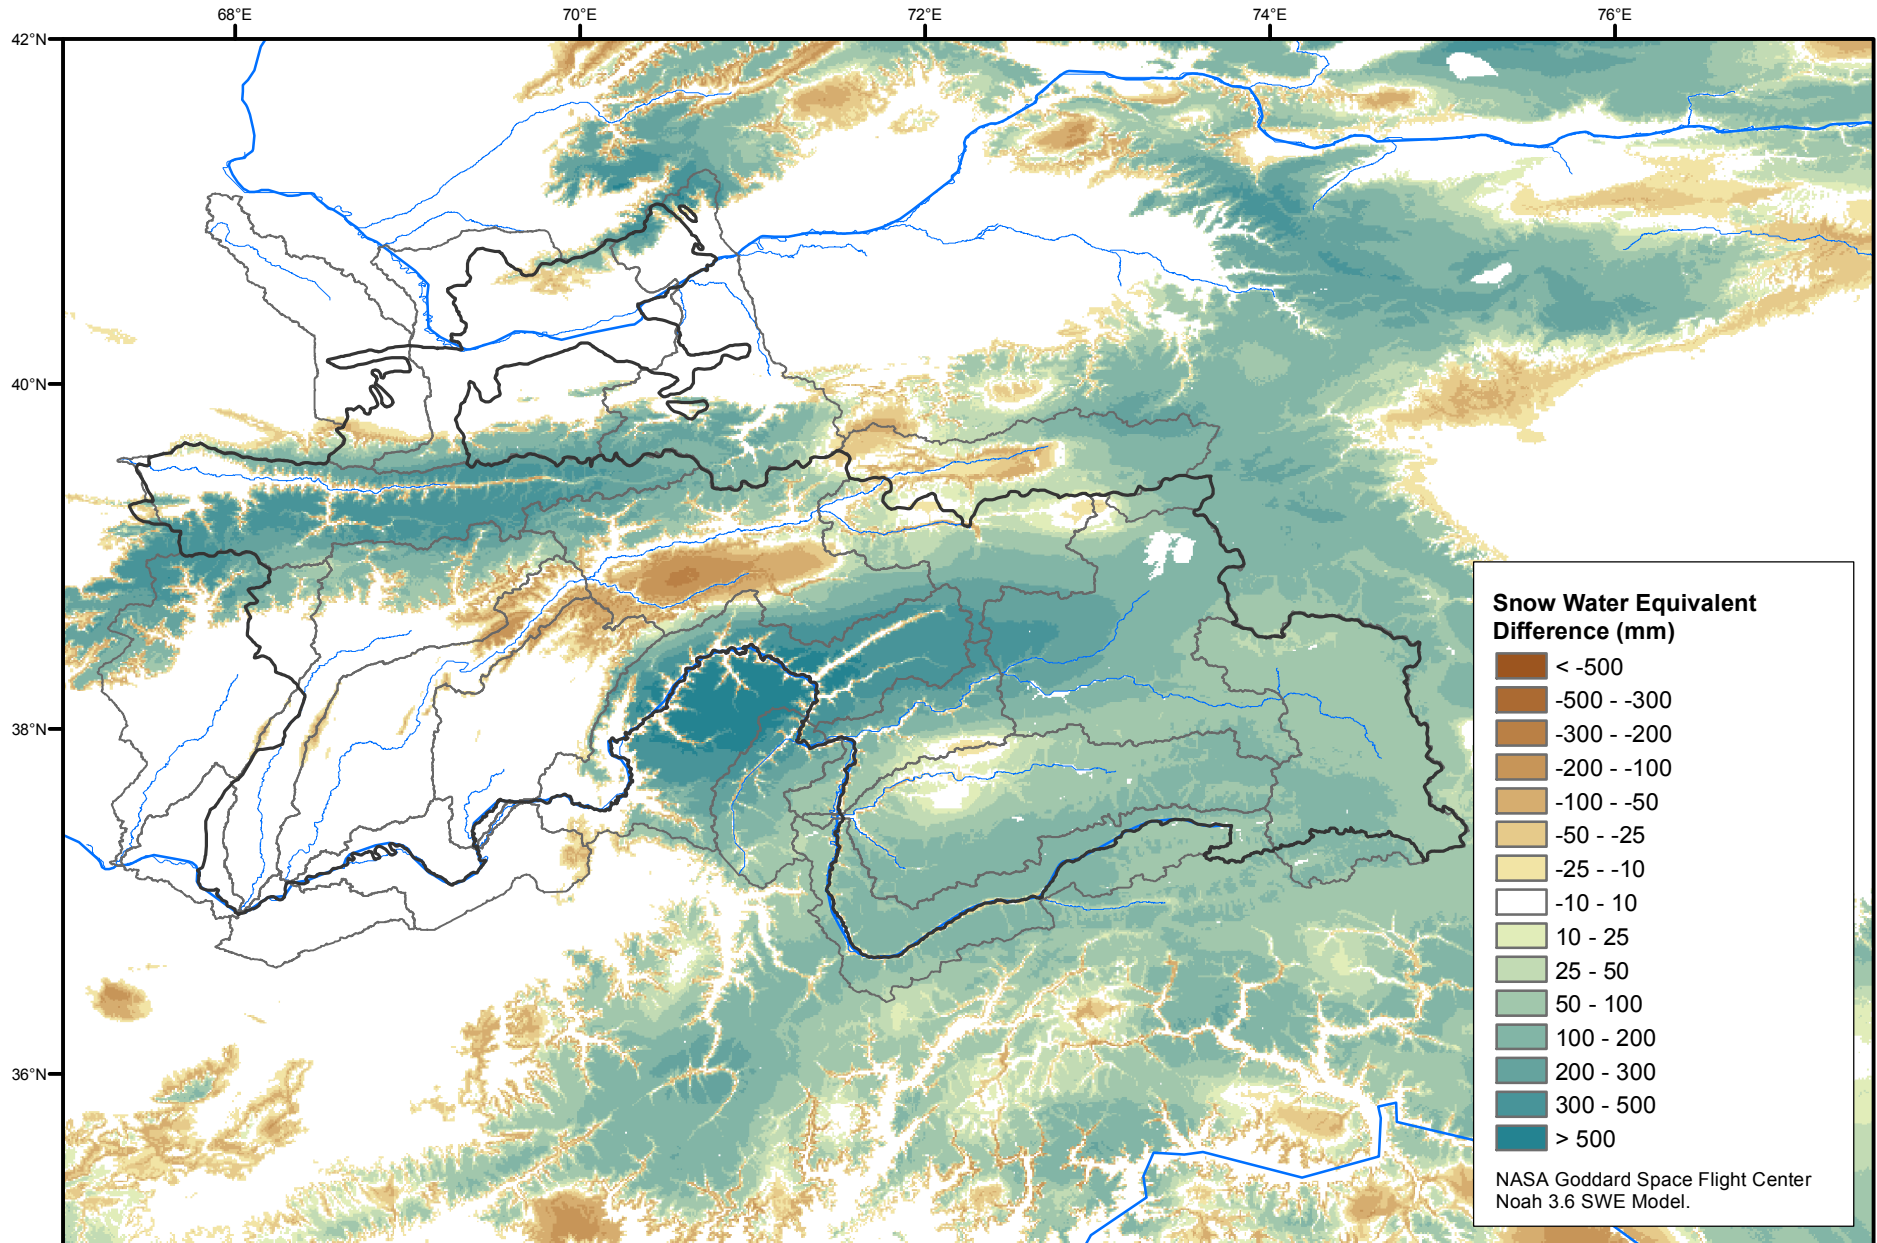 68°E
70°E
72°E
74°E
76°E
42°N
40°N
38°N
36°N
Snow Water Equivalent
Difference (mm)
< -500
-500 - -300
-300 - -200
-200 - -100
-100 - -50
-50 - -25
-25 - -10
-10 - 10
10 - 25
25 - 50
50 - 100
100 - 200
200 - 300
300 - 500
> 500
NASA Goddard Space Flight Center
Noah 3.6 SWE Model.